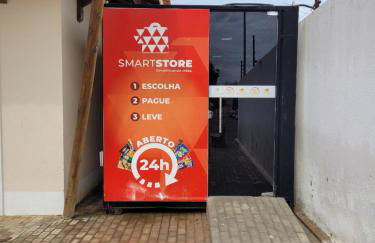 SMARTSTORE
1 ESCOLHA
2 PAGUE
3 LEVE
ABERTO
24h